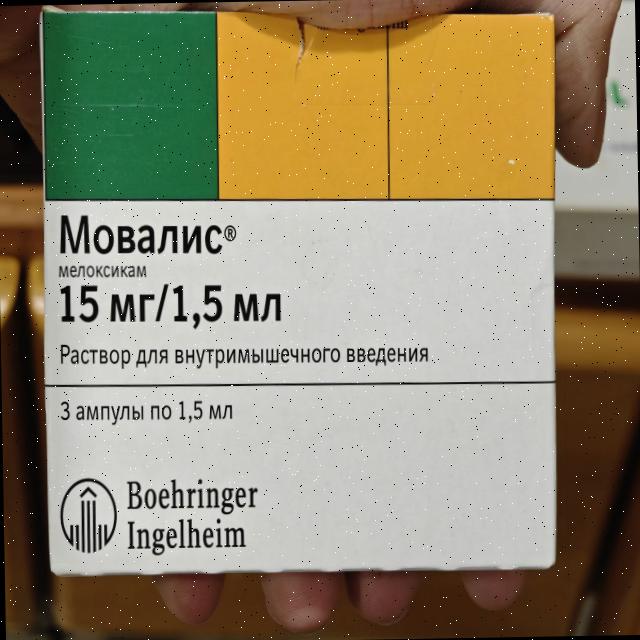 Мовалис®
мелоксикам
15 мг/1,5 мл
Раствор для внутримышечного введения
3 ампулы по 1,5 мл
Boehringer
Ingelheim